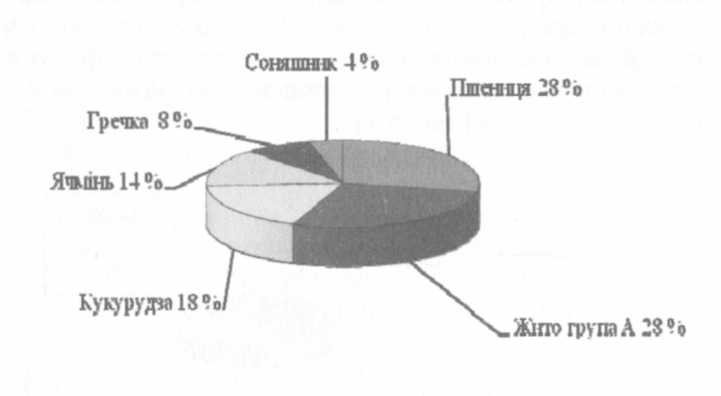 Соняшник 4%
Пшениця 28%
Гречка 8%
Ячмінь 14%
Кукурудза 18%
Жито група А 28%